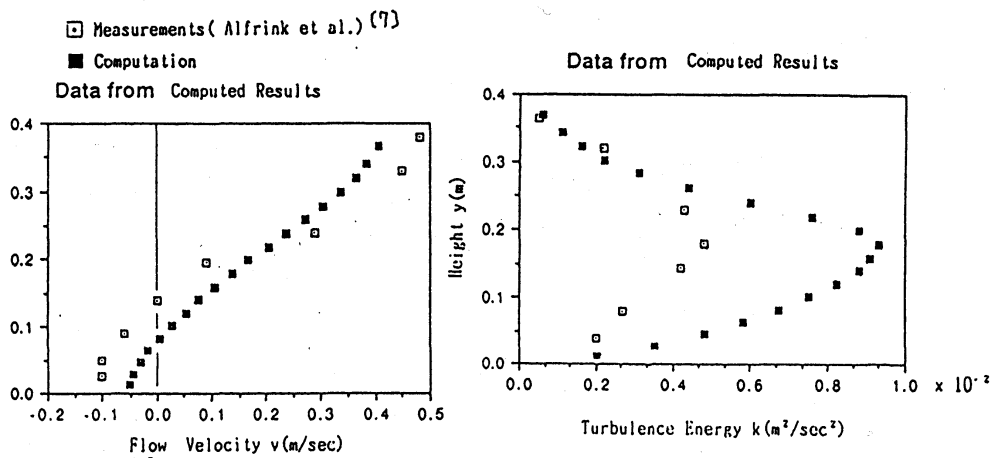 Measurements( Alfrink et al.) (7)
Computation
Data from Computed Results
0.4
0.3
0.2
0.1
0.0
-0.2 -0.1 0.0 0.1 0.2 0.3 0.4 0.5
Flow Velocity v(m/sec)
Data from Computed Results
Height y(m)
0.4
0.3
0.2
0.1
0.0
0.0 0.2 0.4 0.6 0.8 1.0 × 10⁻²
Turbulence Energy k(m²/sec²)